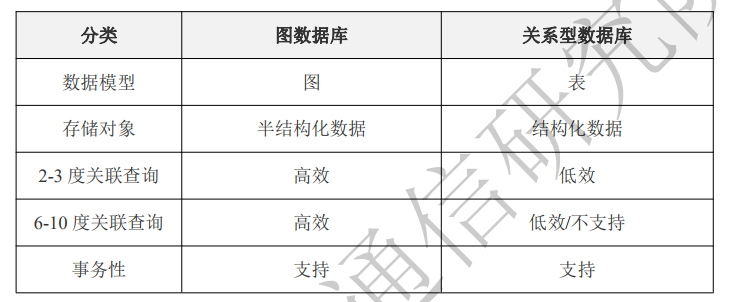 分类 图数据库 关系型数据库
数据模型 图 表
存储对象 半结构化数据 结构化数据
2-3 度关联查询 高效 低效
6-10 度关联查询 高效 低效/不支持
事务性 支持 支持
通信研究院